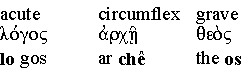 acute circumflex grave
λόγος ἀρχῇ θεὸς
lo gos ar chê the os